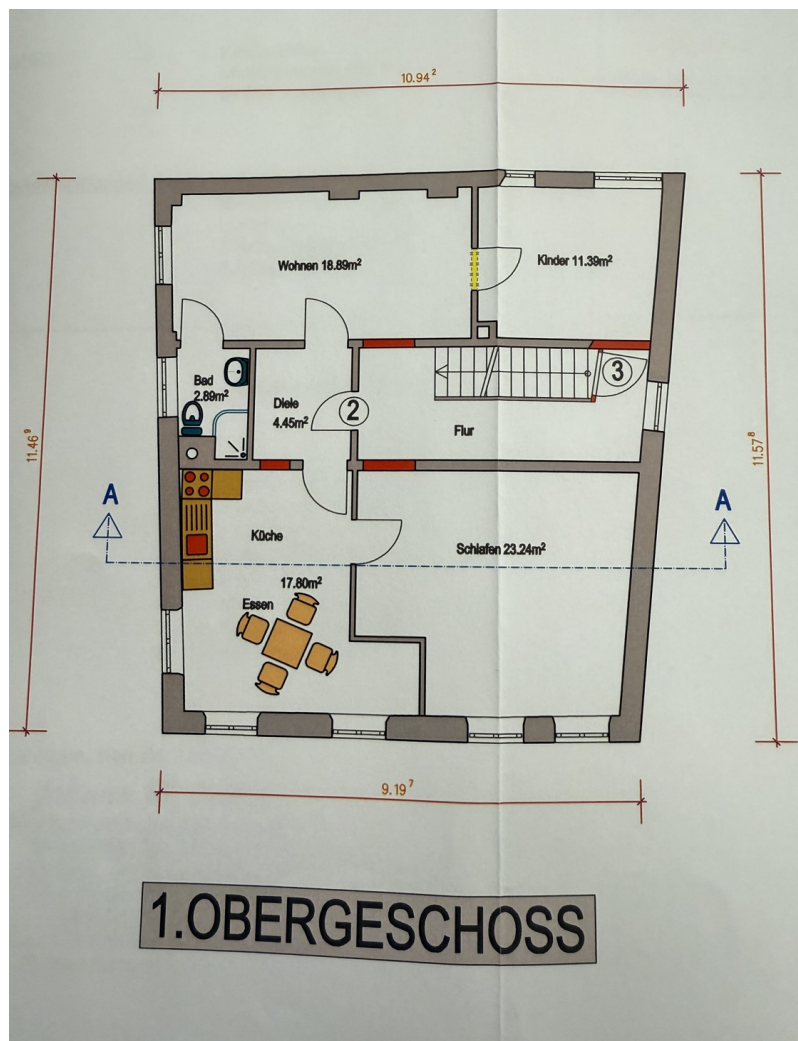 10.94²
Wohnen 18.89m²
Kinder 11.39m²
Bad
2.89m²
Diele
4.45m²
2
3
Flur
11.46⁹
11.57⁸
A
A
Küche
Schlafen 23.24m²
17.80m²
Essen
9.19⁷
1.OBERGESCHOSS